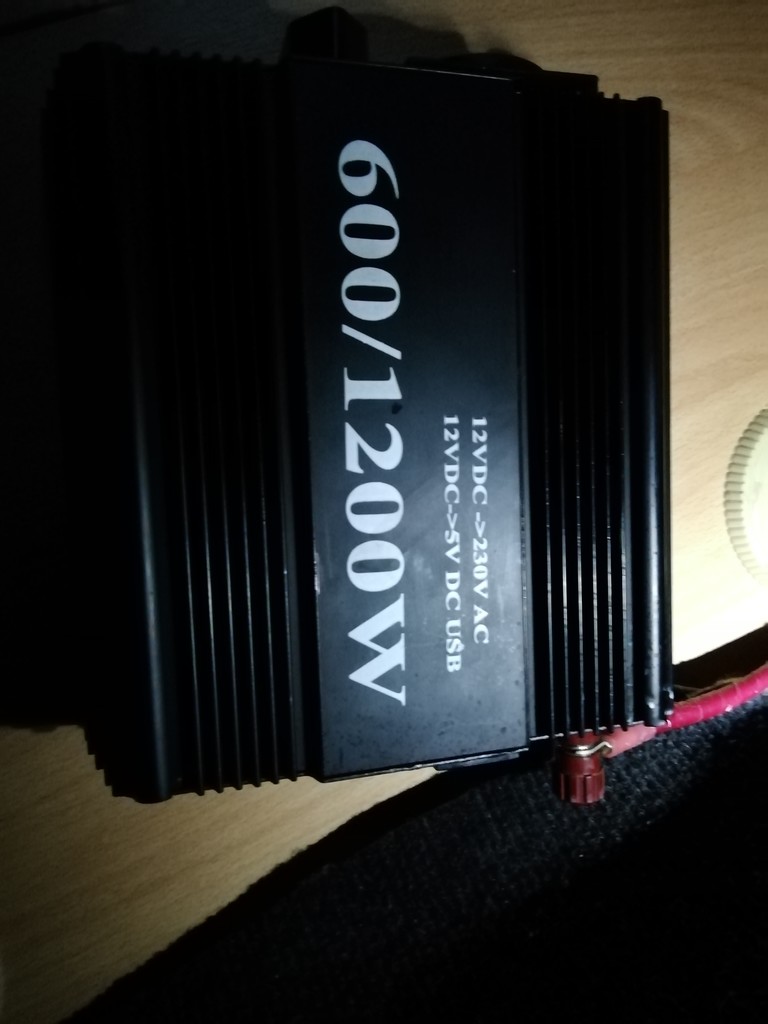 600/1200W
12VDC ->230V AC
12VDC->5V DC USB